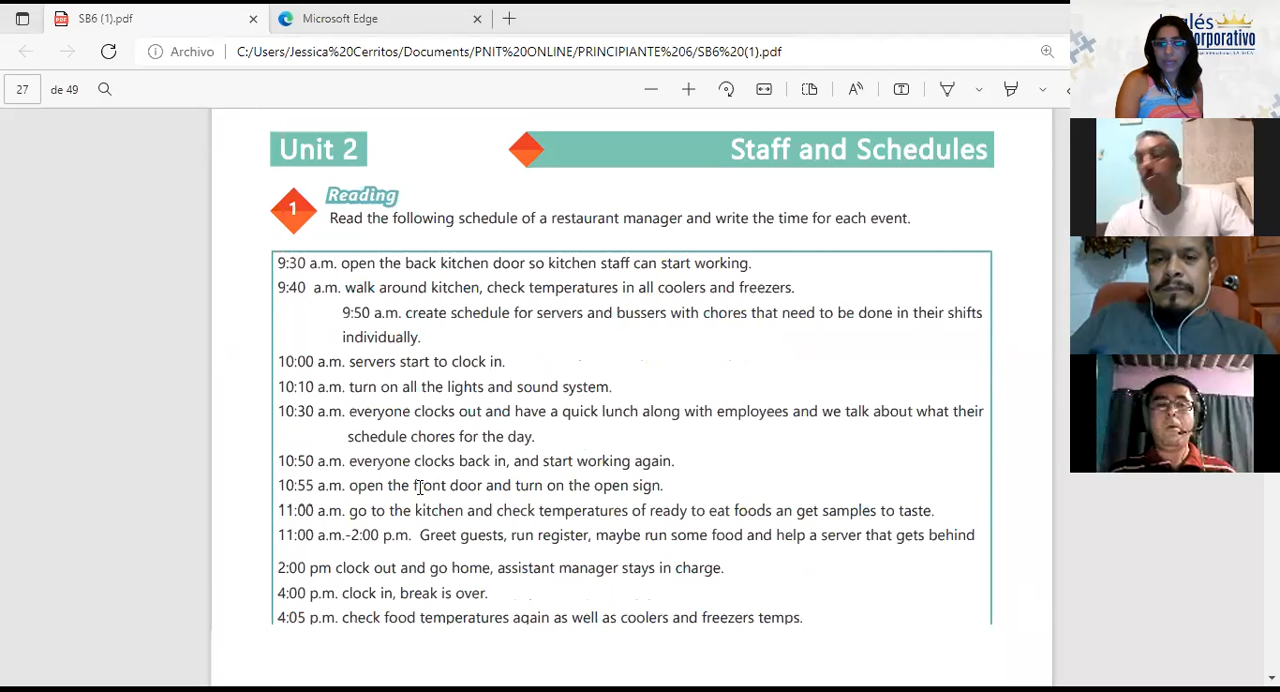 SB6 (1).pdf
Microsoft Edge
Archivo
C:/Users/Jessica%20Cerritos/Documents/PNIT%20ONLINE/PRINCIPIANTE%206/SB6%20(1).pdf
27 de 49
Inglés
Corporativo
Unit 2
Staff and Schedules
Reading
1
Read the following schedule of a restaurant manager and write the time for each event.
9:30 a.m. open the back kitchen door so kitchen staff can start working.
9:40 a.m. walk around kitchen, check temperatures in all coolers and freezers.
9:50 a.m. create schedule for servers and bussers with chores that need to be done in their shifts
individually.
10:00 a.m. servers start to clock in.
10:10 a.m. turn on all the lights and sound system.
10:30 a.m. everyone clocks out and have a quick lunch along with employees and we talk about what their
schedule chores for the day.
10:50 a.m. everyone clocks back in, and start working again.
10:55 a.m. open the front door and turn on the open sign.
11:00 a.m. go to the kitchen and check temperatures of ready to eat foods an get samples to taste.
11:00 a.m.-2:00 p.m. Greet guests, run register, maybe run some food and help a server that gets behind
2:00 pm clock out and go home, assistant manager stays in charge.
4:00 p.m. clock in, break is over.
4:05 p.m. check food temperatures again as well as coolers and freezers temps.